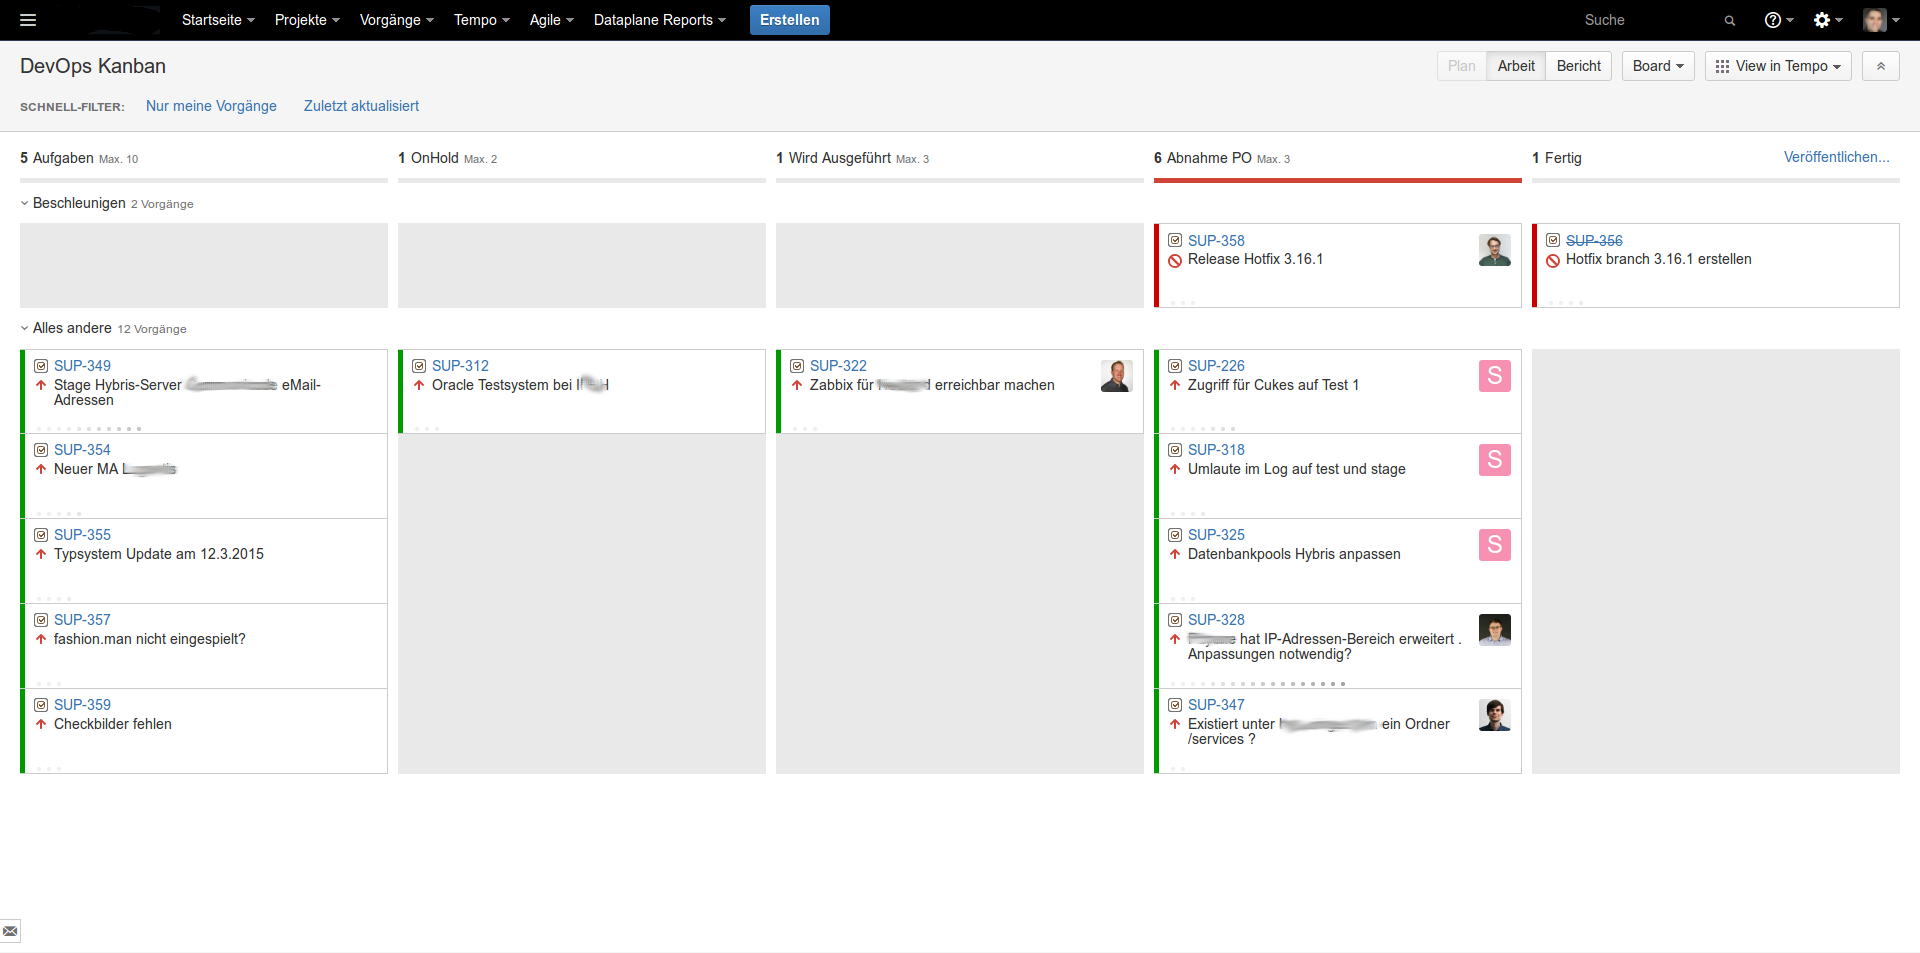 Startseite Projekte Vorgänge Tempo Agile Dataplane Reports Erstellen Suche
DevOps Kanban
Plan Arbeit Bericht Board View in Tempo
SCHNELL-FILTER: Nur meine Vorgänge Zuletzt aktualisiert
5 Aufgaben Max. 10
1 OnHold Max. 2
1 Wird Ausgeführt Max. 3
6 Abnahme PO Max. 3
1 Fertig
Veröffentlichen...
Beschleunigen 2 Vorgänge
SUP-358
Release Hotfix 3.16.1
SUP-356
Hotfix branch 3.16.1 erstellen
Alles andere 12 Vorgänge
SUP-349
Stage Hybris-Server eMail-
Adressen
SUP-354
Neuer MA
SUP-355
Typsystem Update am 12.3.2015
SUP-357
fashion.man nicht eingespielt?
SUP-359
Checkbilder fehlen
SUP-312
Oracle Testsystem bei
SUP-322
Zabbix für erreichbar machen
SUP-226
Zugriff für Cukes auf Test 1
S
SUP-318
Umlaute im Log auf test und stage
S
SUP-325
Datenbankpools Hybris anpassen
S
SUP-328
hat IP-Adressen-Bereich erweitert .
Anpassungen notwendig?
SUP-347
Existiert unter ein Ordner
/services ?